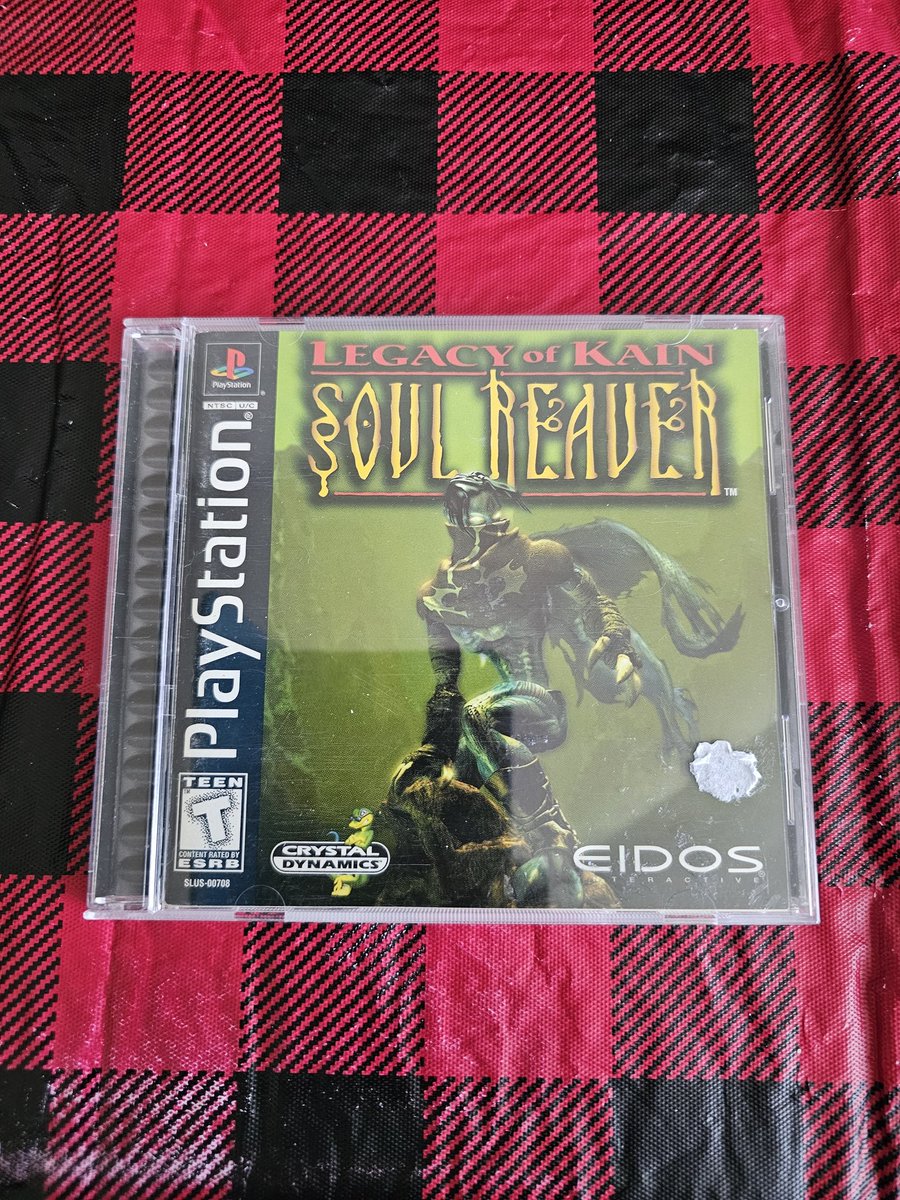 PlayStation
NTSC U/C
PlayStation®
TEEN
T
CONTENT RATED BY
ESRB
SLUS-00708
LEGACY of KAIN
SOUL REAVER
™
CRYSTAL
DYNAMICS
EIDOS
INTERACTIVE